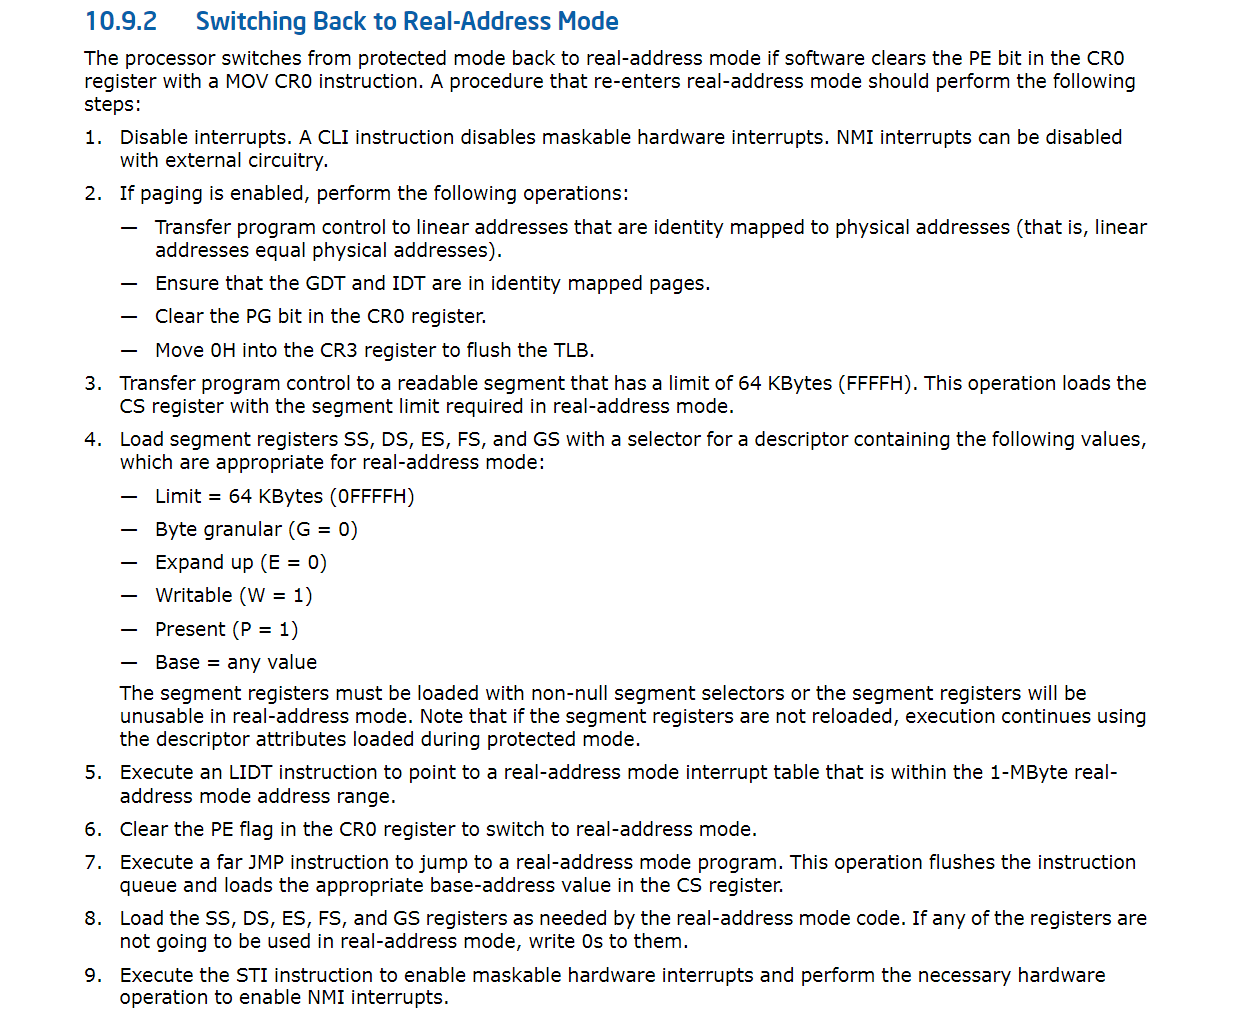 10.9.2 Switching Back to Real-Address Mode
The processor switches from protected mode back to real-address mode if software clears the PE bit in the CR0
register with a MOV CR0 instruction. A procedure that re-enters real-address mode should perform the following
steps:
1. Disable interrupts. A CLI instruction disables maskable hardware interrupts. NMI interrupts can be disabled
with external circuitry.
2. If paging is enabled, perform the following operations:
— Transfer program control to linear addresses that are identity mapped to physical addresses (that is, linear
addresses equal physical addresses).
— Ensure that the GDT and IDT are in identity mapped pages.
— Clear the PG bit in the CR0 register.
— Move 0H into the CR3 register to flush the TLB.
3. Transfer program control to a readable segment that has a limit of 64 KBytes (FFFFH). This operation loads the
CS register with the segment limit required in real-address mode.
4. Load segment registers SS, DS, ES, FS, and GS with a selector for a descriptor containing the following values,
which are appropriate for real-address mode:
— Limit = 64 KBytes (0FFFFH)
— Byte granular (G = 0)
— Expand up (E = 0)
— Writable (W = 1)
— Present (P = 1)
— Base = any value
The segment registers must be loaded with non-null segment selectors or the segment registers will be
unusable in real-address mode. Note that if the segment registers are not reloaded, execution continues using
the descriptor attributes loaded during protected mode.
5. Execute an LIDT instruction to point to a real-address mode interrupt table that is within the 1-MByte real-
address mode address range.
6. Clear the PE flag in the CR0 register to switch to real-address mode.
7. Execute a far JMP instruction to jump to a real-address mode program. This operation flushes the instruction
queue and loads the appropriate base-address value in the CS register.
8. Load the SS, DS, ES, FS, and GS registers as needed by the real-address mode code. If any of the registers are
not going to be used in real-address mode, write 0s to them.
9. Execute the STI instruction to enable maskable hardware interrupts and perform the necessary hardware
operation to enable NMI interrupts.